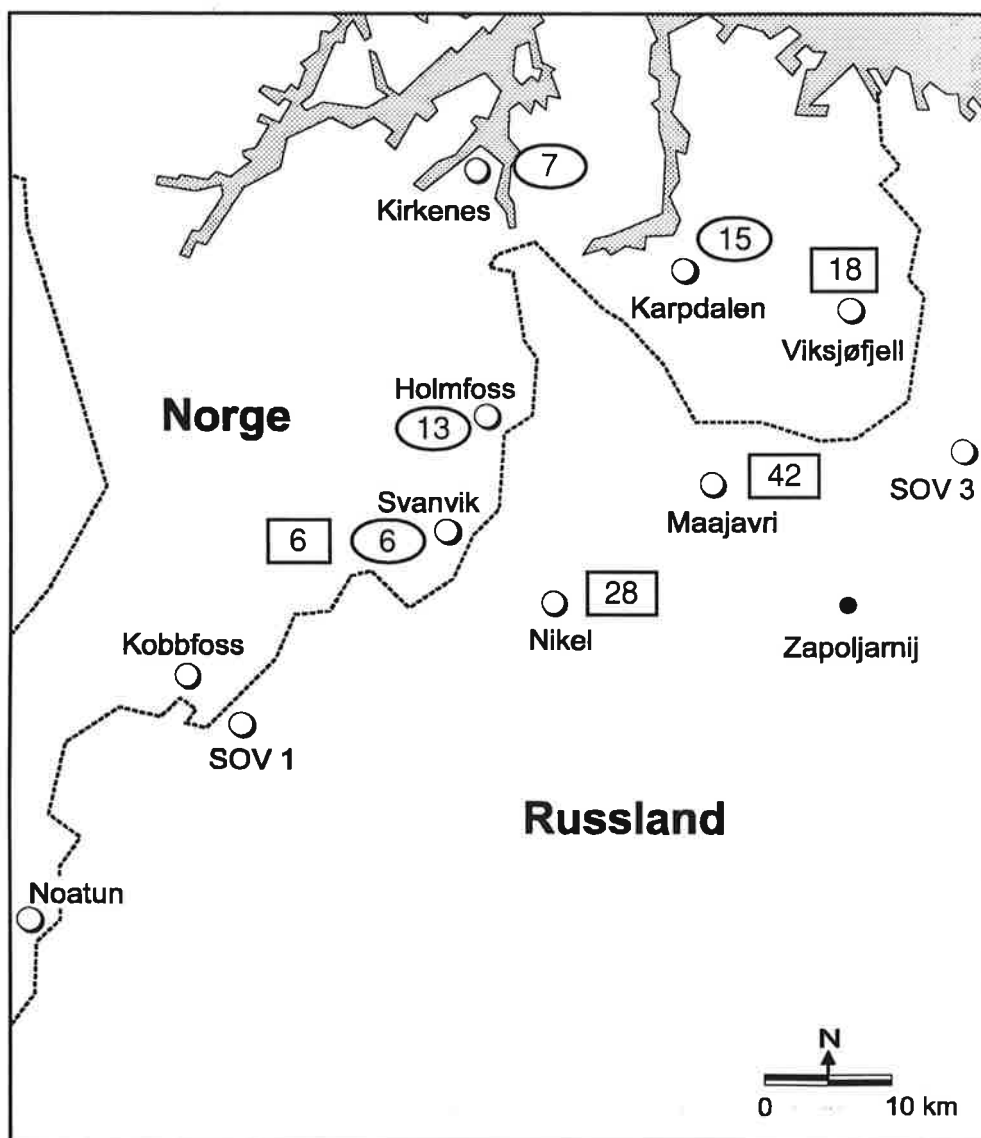 7
Kirkenes
15
Karpdalen
18
Viksjøfjell
Holmfoss
13
Norge
42
Maajavri
SOV 3
Svanvik
6
6
28
Nikel
Zapoljarnij
Kobbfoss
SOV 1
Russland
Noatun
N
0 10 km